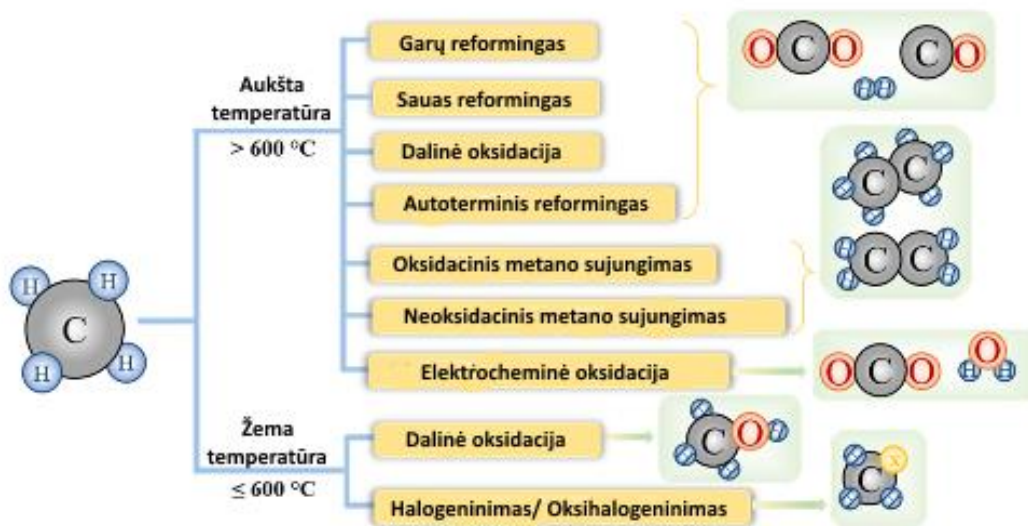 Garų reformingas
Sauas reformingas
Dalinė oksidacija
Autoterminis reformingas
Oksidacinis metano sujungimas
Neoksidacinis metano sujungimas
Elektrocheminė oksidacija
Dalinė oksidacija
Halogeninimas/ Oksihalogeninimas
Aukšta
temperatūra
> 600 °C
Žema
temperatūra
≤ 600 °C
H
H
C
H
H
O C O
C O
H H
H H H
C C
H H H
H H
C C
H H
O C O
O
H H
H
C O H
H H
H X
C
H H